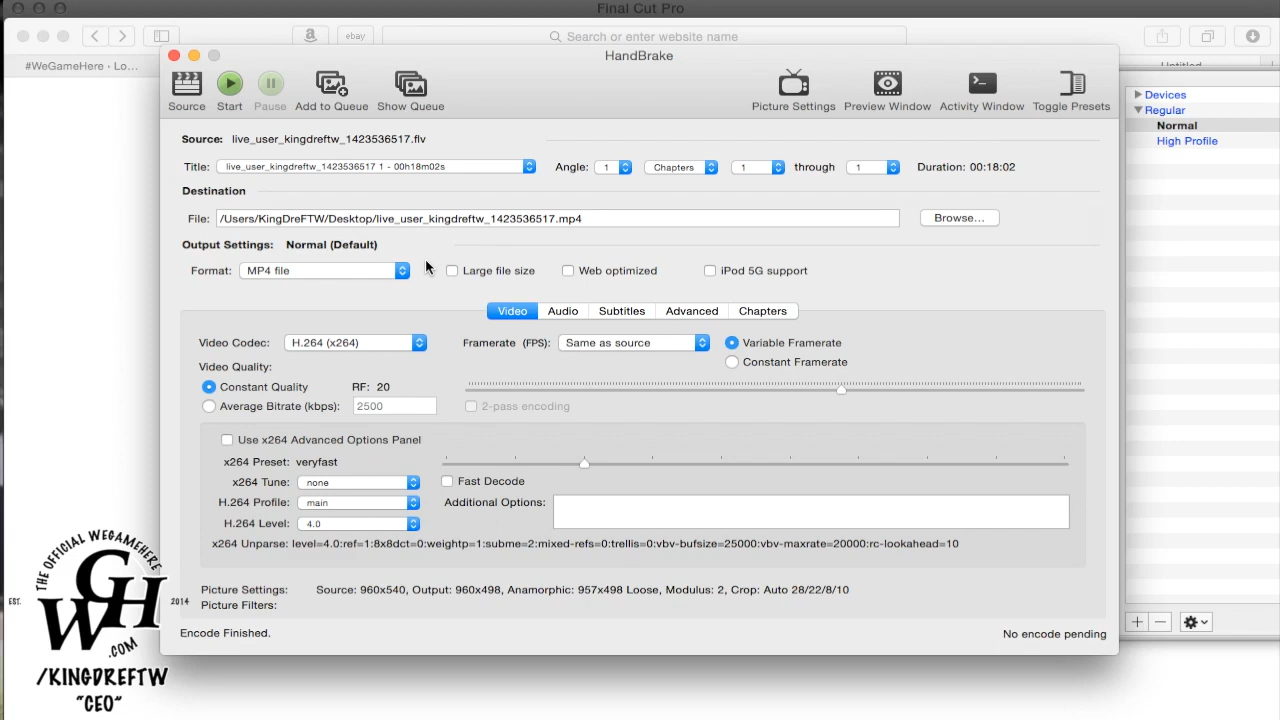 Final Cut Pro
ebay
Search or enter website name
#WeGameHere › Lo...
Untitled
HandBrake
Source Start Pause Add to Queue Show Queue Picture Settings Preview Window Activity Window Toggle Presets
Devices
Regular
Normal
High Profile
Source: live_user_kingdreftw_1423536517.flv
Title: live_user_kingdreftw_1423536517 1 - 00h18m02s Angle: 1 Chapters 1 through 1 Duration: 00:18:02
Destination
File: /Users/KingDreFTW/Desktop/live_user_kingdreftw_1423536517.mp4 Browse...
Output Settings: Normal (Default)
Format: MP4 file Large file size Web optimized iPod 5G support
Video Audio Subtitles Advanced Chapters
Video Codec: H.264 (x264) Framerate (FPS): Same as source Variable Framerate
Constant Framerate
Video Quality:
Constant Quality RF: 20
Average Bitrate (kbps): 2500 2-pass encoding
Use x264 Advanced Options Panel
x264 Preset: veryfast
x264 Tune: none Fast Decode
H.264 Profile: main Additional Options:
H.264 Level: 4.0
x264 Unparse: level=4.0:ref=1:8x8dct=0:weightp=1:subme=2:mixed-refs=0:trellis=0:vbv-bufsize=25000:vbv-maxrate=20000:rc-lookahead=10
Picture Settings: Source: 960x540, Output: 960x498, Anamorphic: 957x498 Loose, Modulus: 2, Crop: Auto 28/22/8/10
Picture Filters:
Encode Finished. No encode pending
THE OFFICIAL WEGAMEHERE
WGH
EST. 2014
.COM
/KINGDREFTW
"CEO"